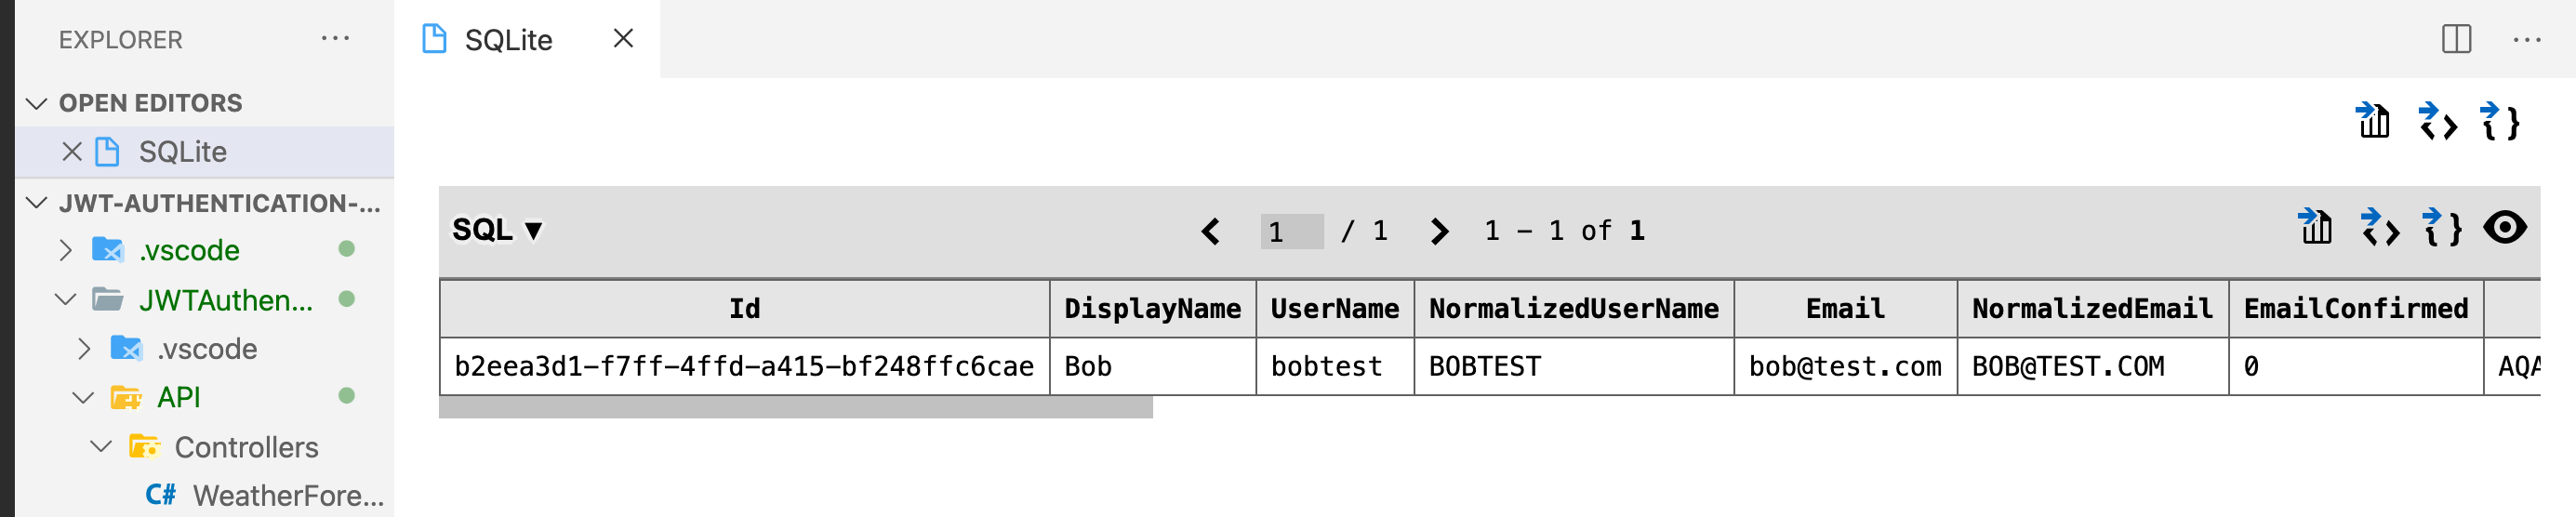 EXPLORER ...
OPEN EDITORS
SQLite
JWT-AUTHENTICATION-...
.vscode
JWTAuthen...
.vscode
API
Controllers
C# WeatherFore...
SQLite
SQL ▼ 1 / 1 1 - 1 of 1
Id DisplayName UserName NormalizedUserName Email NormalizedEmail EmailConfirmed
b2eea3d1-f7ff-4ffd-a415-bf248ffc6cae Bob bobtest BOBTEST bob@test.com BOB@TEST.COM 0 AQA